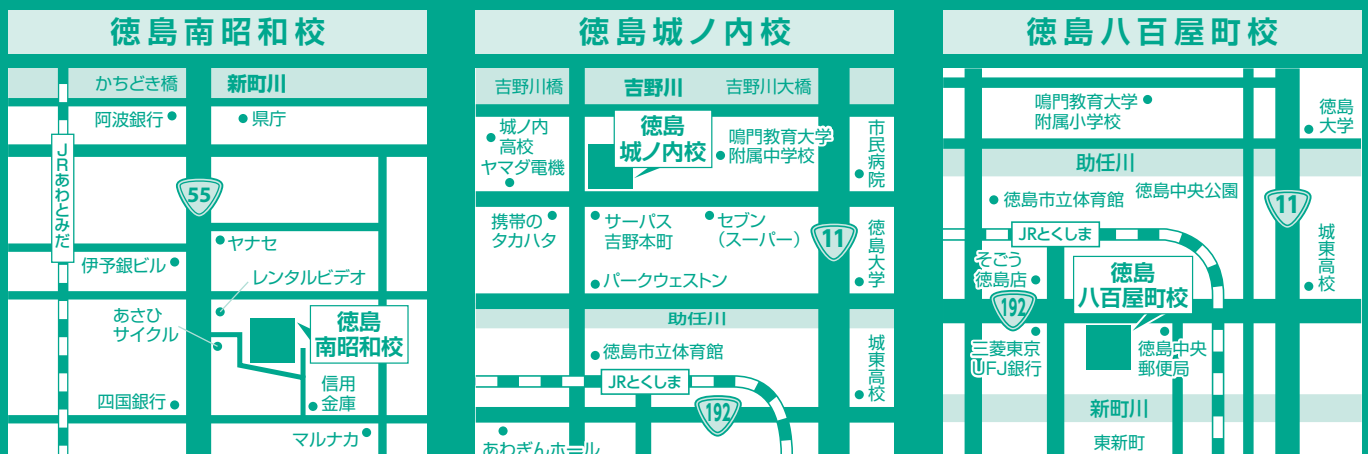 徳島南昭和校
かちどき橋
新町川
阿波銀行
県庁
JRあわとみだ
55
ヤナセ
伊予銀ビル
レンタルビデオ
あさひ
サイクル
徳島
南昭和校
信用
金庫
四国銀行
マルナカ
徳島城ノ内校
吉野川橋
吉野川
吉野川大橋
城ノ内
高校
ヤマダ電機
徳島
城ノ内校
鳴門教育大学
附属中学校
市民病院
携帯の
タカハタ
サーパス
吉野本町
セブン
(スーパー)
11
徳島大学
パークウェストン
助任川
徳島市立体育館
城東高校
JRとくしま
192
あわぎんホール
徳島八百屋町校
鳴門教育大学
附属小学校
徳島
大学
助任川
徳島市立体育館
徳島中央公園
11
JRとくしま
城東高校
そごう
徳島店
徳島
八百屋町校
192
三菱東京
UFJ銀行
徳島中央
郵便局
新町川
東新町